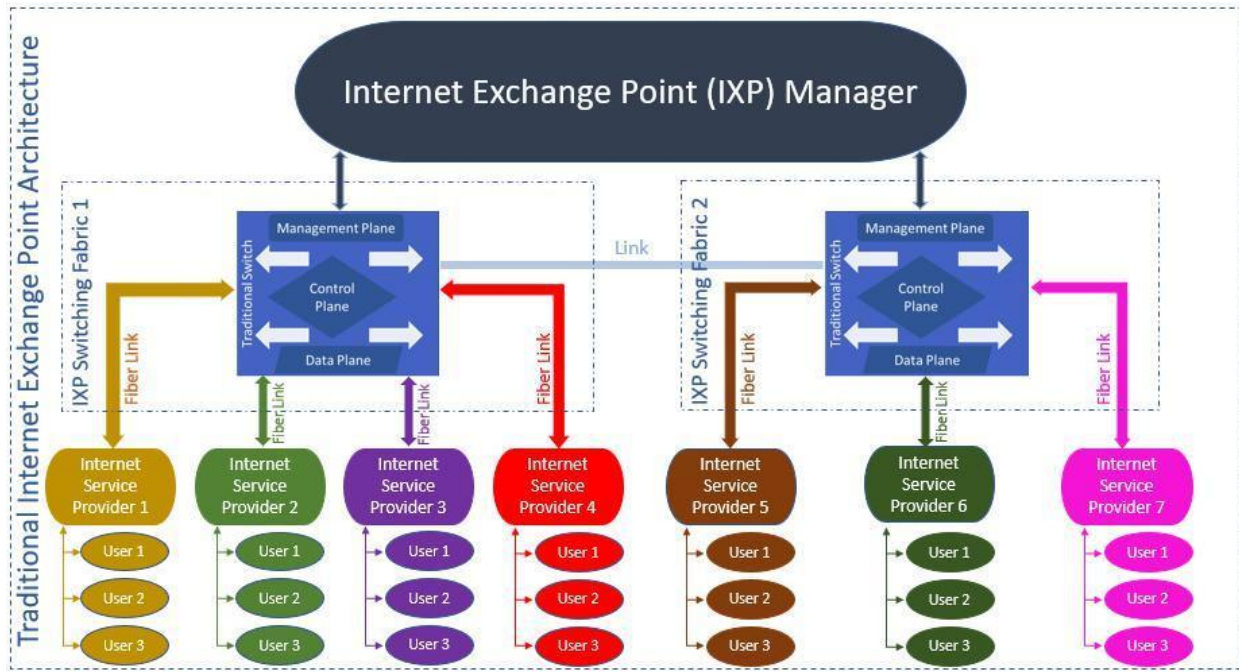 Traditional Internet Exchange Point Architecture
Internet Exchange Point (IXP) Manager
IXP Switching Fabric 1
Traditional Switch
Management Plane
Control
Plane
Data Plane
Link
IXP Switching Fabric 2
Traditional Switch
Management Plane
Control
Plane
Data Plane
Fiber Link
Fiber Link
Fiber Link
Fiber Link
Fiber Link
Fiber Link
Fiber Link
Internet
Service
Provider 1
User 1
User 2
User 3
Internet
Service
Provider 2
User 1
User 2
User 3
Internet
Service
Provider 3
User 1
User 2
User 3
Internet
Service
Provider 4
User 1
User 2
User 3
Internet
Service
Provider 5
User 1
User 2
User 3
Internet
Service
Provider 6
User 1
User 2
User 3
Internet
Service
Provider 7
User 1
User 2
User 3